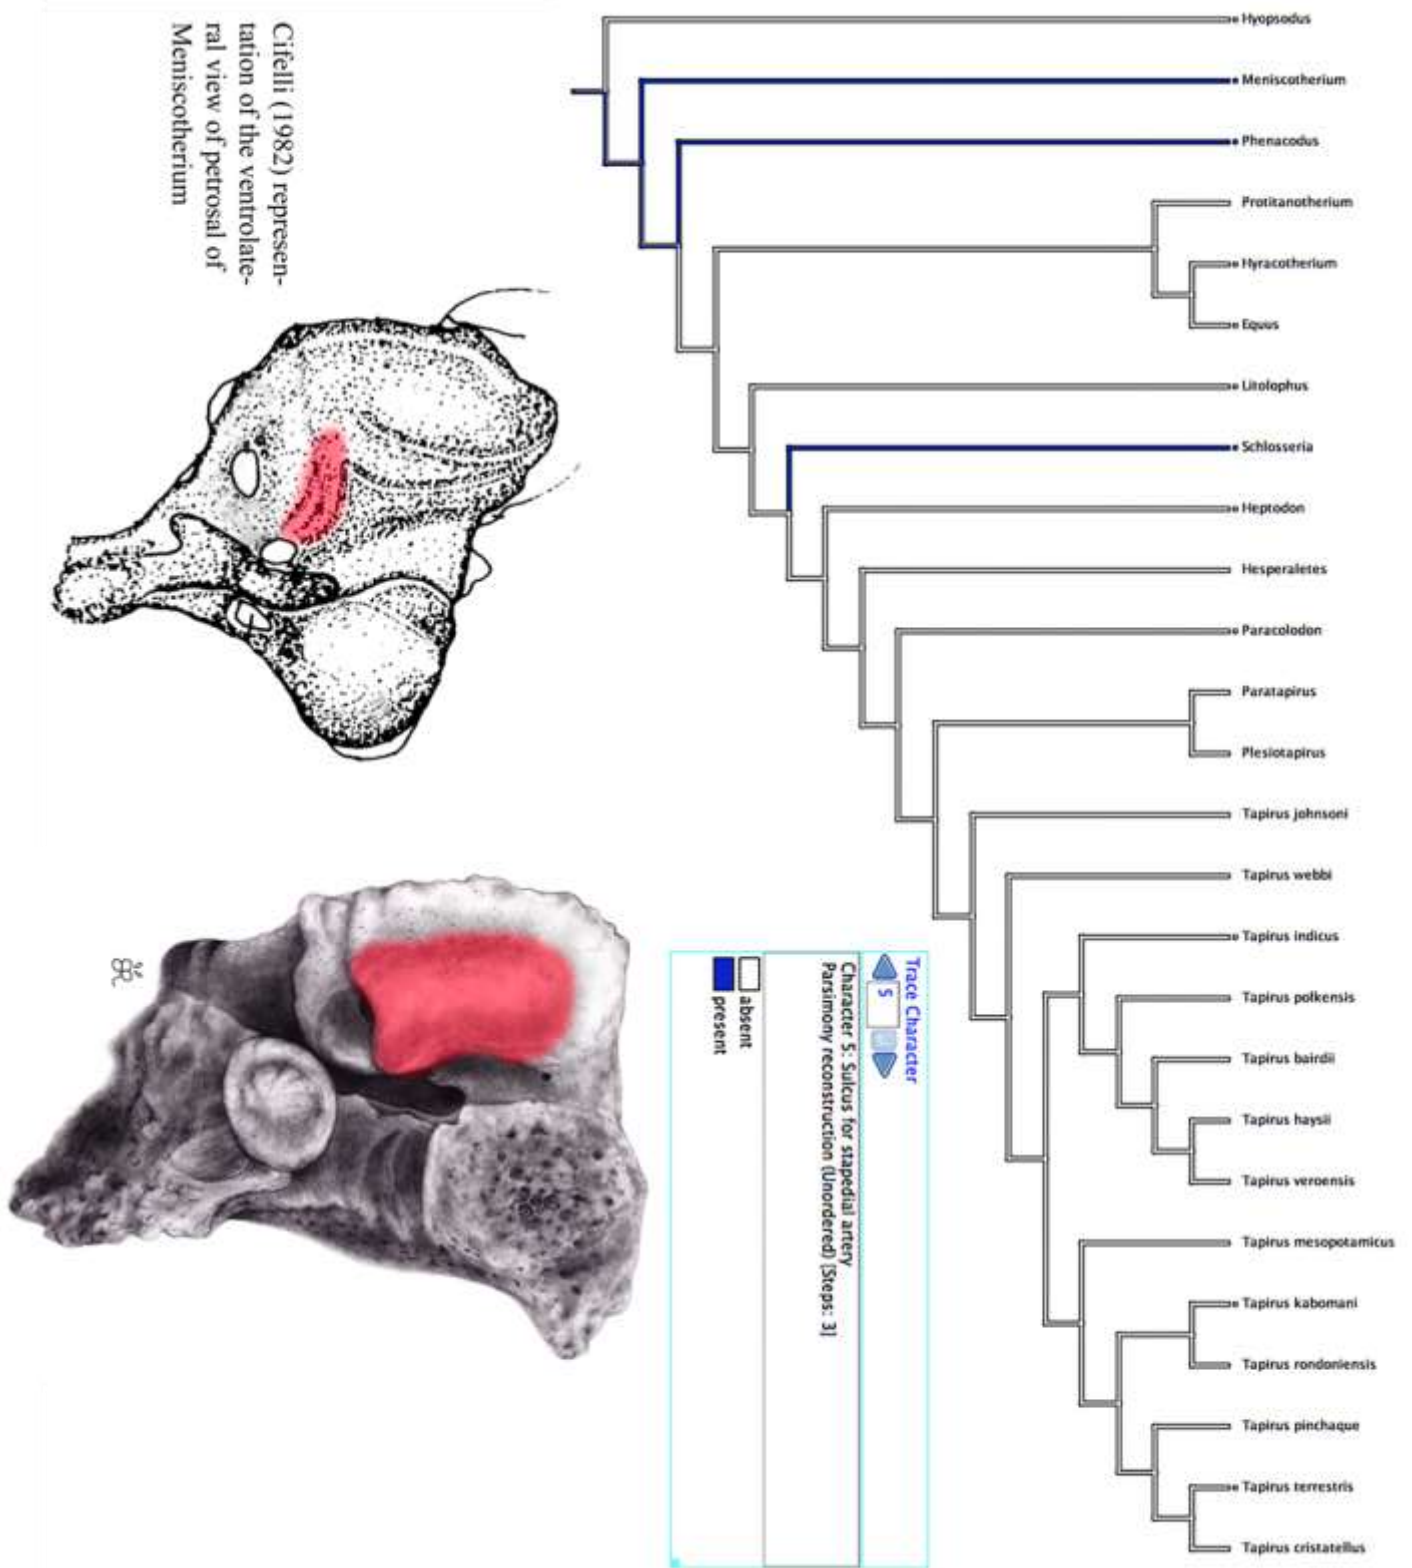 Hyopsodus
Meniscotherium
Phenacodus
Protitanotherium
Hyracotherium
Equus
Litolophus
Schlosseria
Heptodon
Hesperaletes
Paracolodon
Paratapirus
Plesiotapirus
Tapirus johnsoni
Tapirus webbi
Tapirus indicus
Tapirus polkensis
Tapirus bairdii
Tapirus haysii
Tapirus veroensis
Tapirus mesopotamicus
Tapirus kabomani
Tapirus rondoniensis
Tapirus pinchaque
Tapirus terrestris
Tapirus cristatellus
Cifelli (1982) represen-
tation of the ventrolate-
ral view of petrosal of
Meniscotherium
Trace Character
5
Character 5: Sulcus for stapedial artery
Parsimony reconstruction (Unordered) [Steps: 3]
absent
present